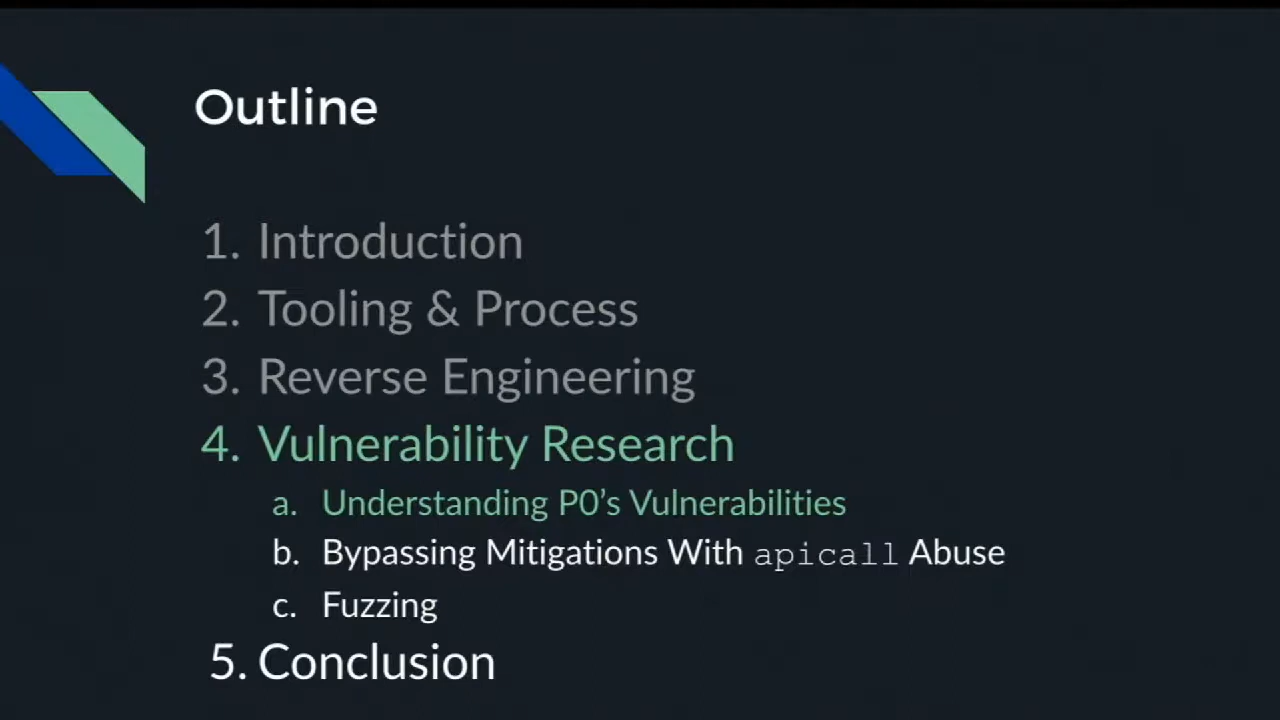 Outline
1. Introduction
2. Tooling & Process
3. Reverse Engineering
4. Vulnerability Research
a. Understanding P0’s Vulnerabilities
b. Bypassing Mitigations With apicall Abuse
c. Fuzzing
5. Conclusion